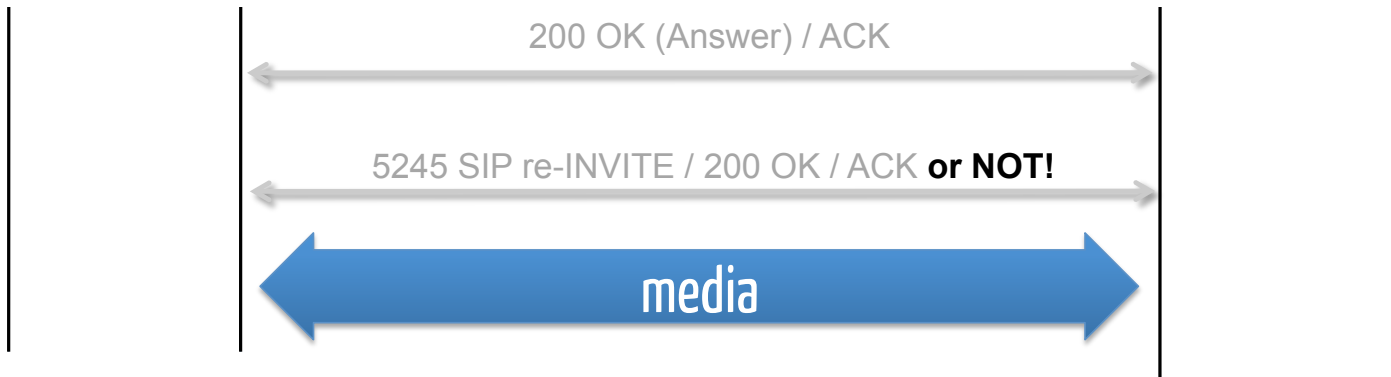 200 OK (Answer) / ACK
5245 SIP re-INVITE / 200 OK / ACK or NOT!
media